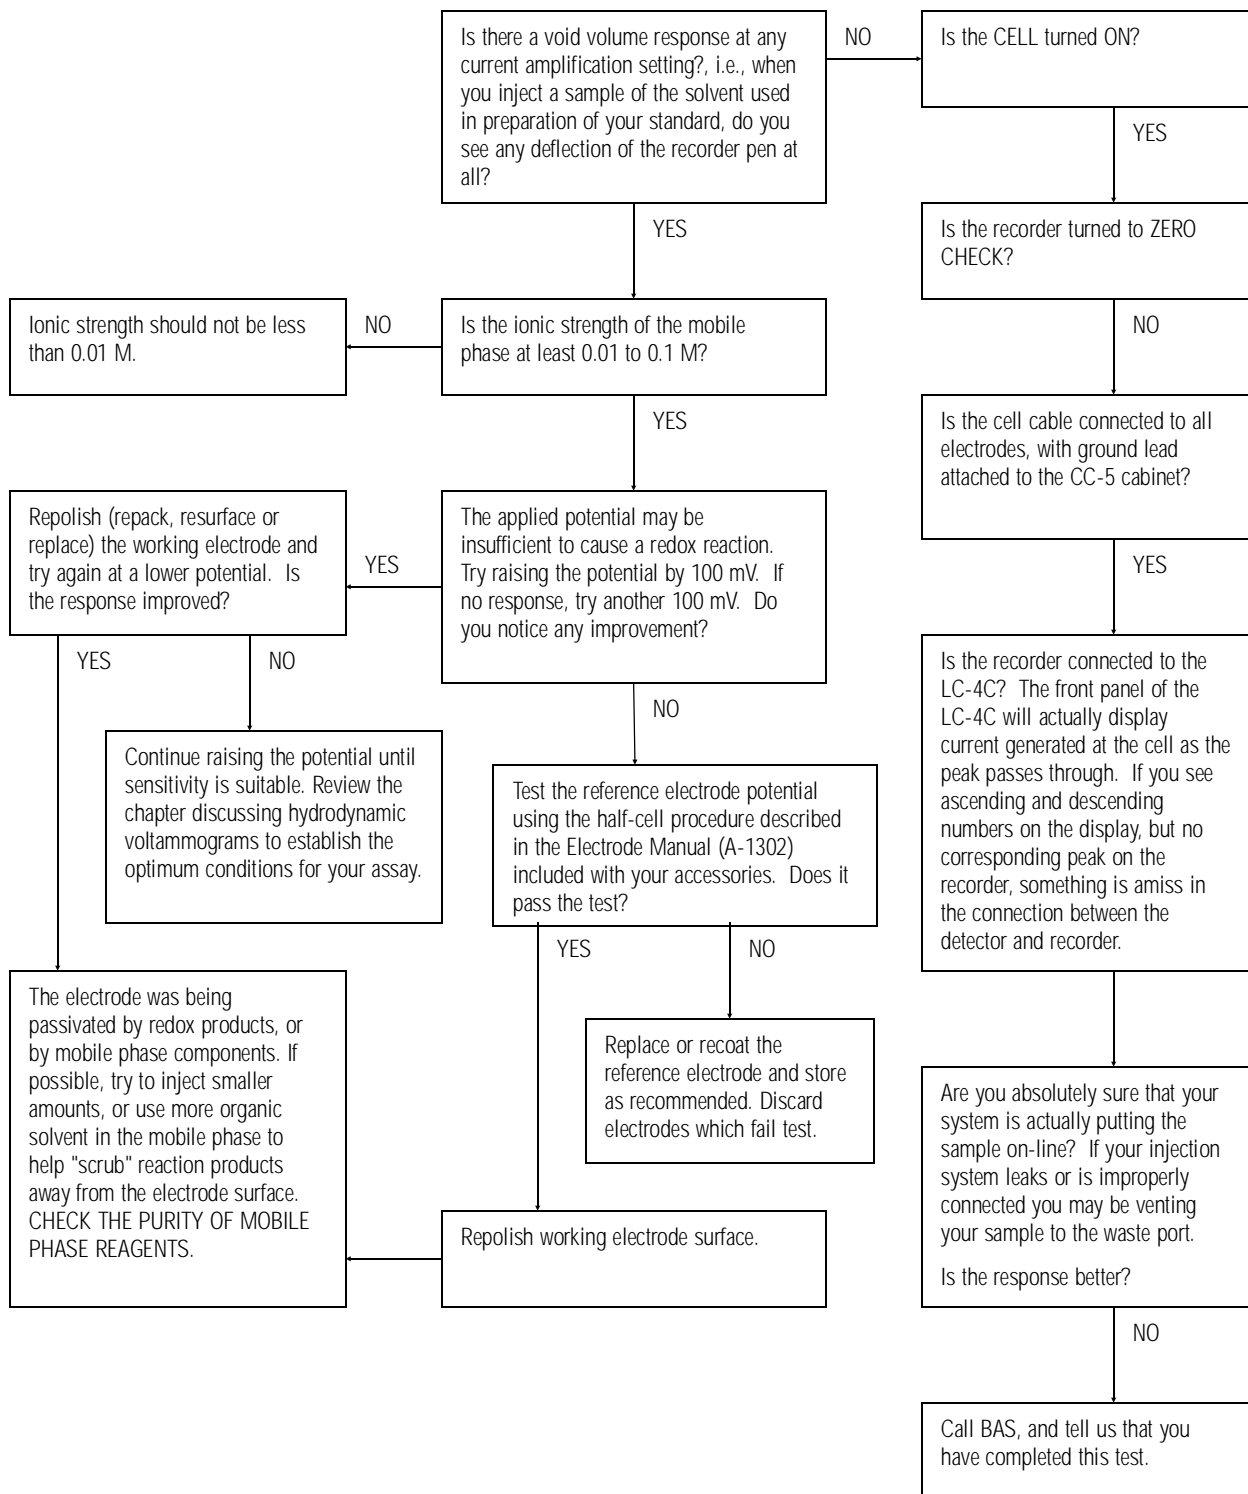 Is there a void volume response at any
current amplification setting?, i.e., when
you inject a sample of the solvent used
in preparation of your standard, do you
see any deflection of the recorder pen at
all?
NO
Is the CELL turned ON?
YES
YES
Is the recorder turned to ZERO
CHECK?
Ionic strength should not be less
than 0.01 M.
NO
Is the ionic strength of the mobile
phase at least 0.01 to 0.1 M?
NO
YES
Is the cell cable connected to all
electrodes, with ground lead
attached to the CC-5 cabinet?
Repolish (repack, resurface or
replace) the working electrode and
try again at a lower potential.  Is
the response improved?
YES
The applied potential may be
insufficient to cause a redox reaction.
Try raising the potential by 100 mV.  If
no response, try another 100 mV.  Do
you notice any improvement?
YES
YES
NO
NO
Is the recorder connected to the
LC-4C?  The front panel of the
LC-4C will actually display
current generated at the cell as the
peak passes through.  If you see
ascending and descending
numbers on the display, but no
corresponding peak on the
recorder, something is amiss in
the connection between the
detector and recorder.
Continue raising the potential until
sensitivity is suitable. Review the
chapter discussing hydrodynamic
voltammograms to establish the
optimum conditions for your assay.
Test the reference electrode potential
using the half-cell procedure described
in the Electrode Manual (A-1302)
included with your accessories.  Does it
pass the test?
YES
NO
The electrode was being
passivated by redox products, or
by mobile phase components. If
possible, try to inject smaller
amounts, or use more organic
solvent in the mobile phase to
help "scrub" reaction products
away from the electrode surface.
CHECK THE PURITY OF MOBILE
PHASE REAGENTS.
Replace or recoat the
reference electrode and store
as recommended. Discard
electrodes which fail test.
Are you absolutely sure that your
system is actually putting the
sample on-line?  If your injection
system leaks or is improperly
connected you may be venting
your sample to the waste port.
Is the response better?
Repolish working electrode surface.
NO
Call BAS, and tell us that you
have completed this test.